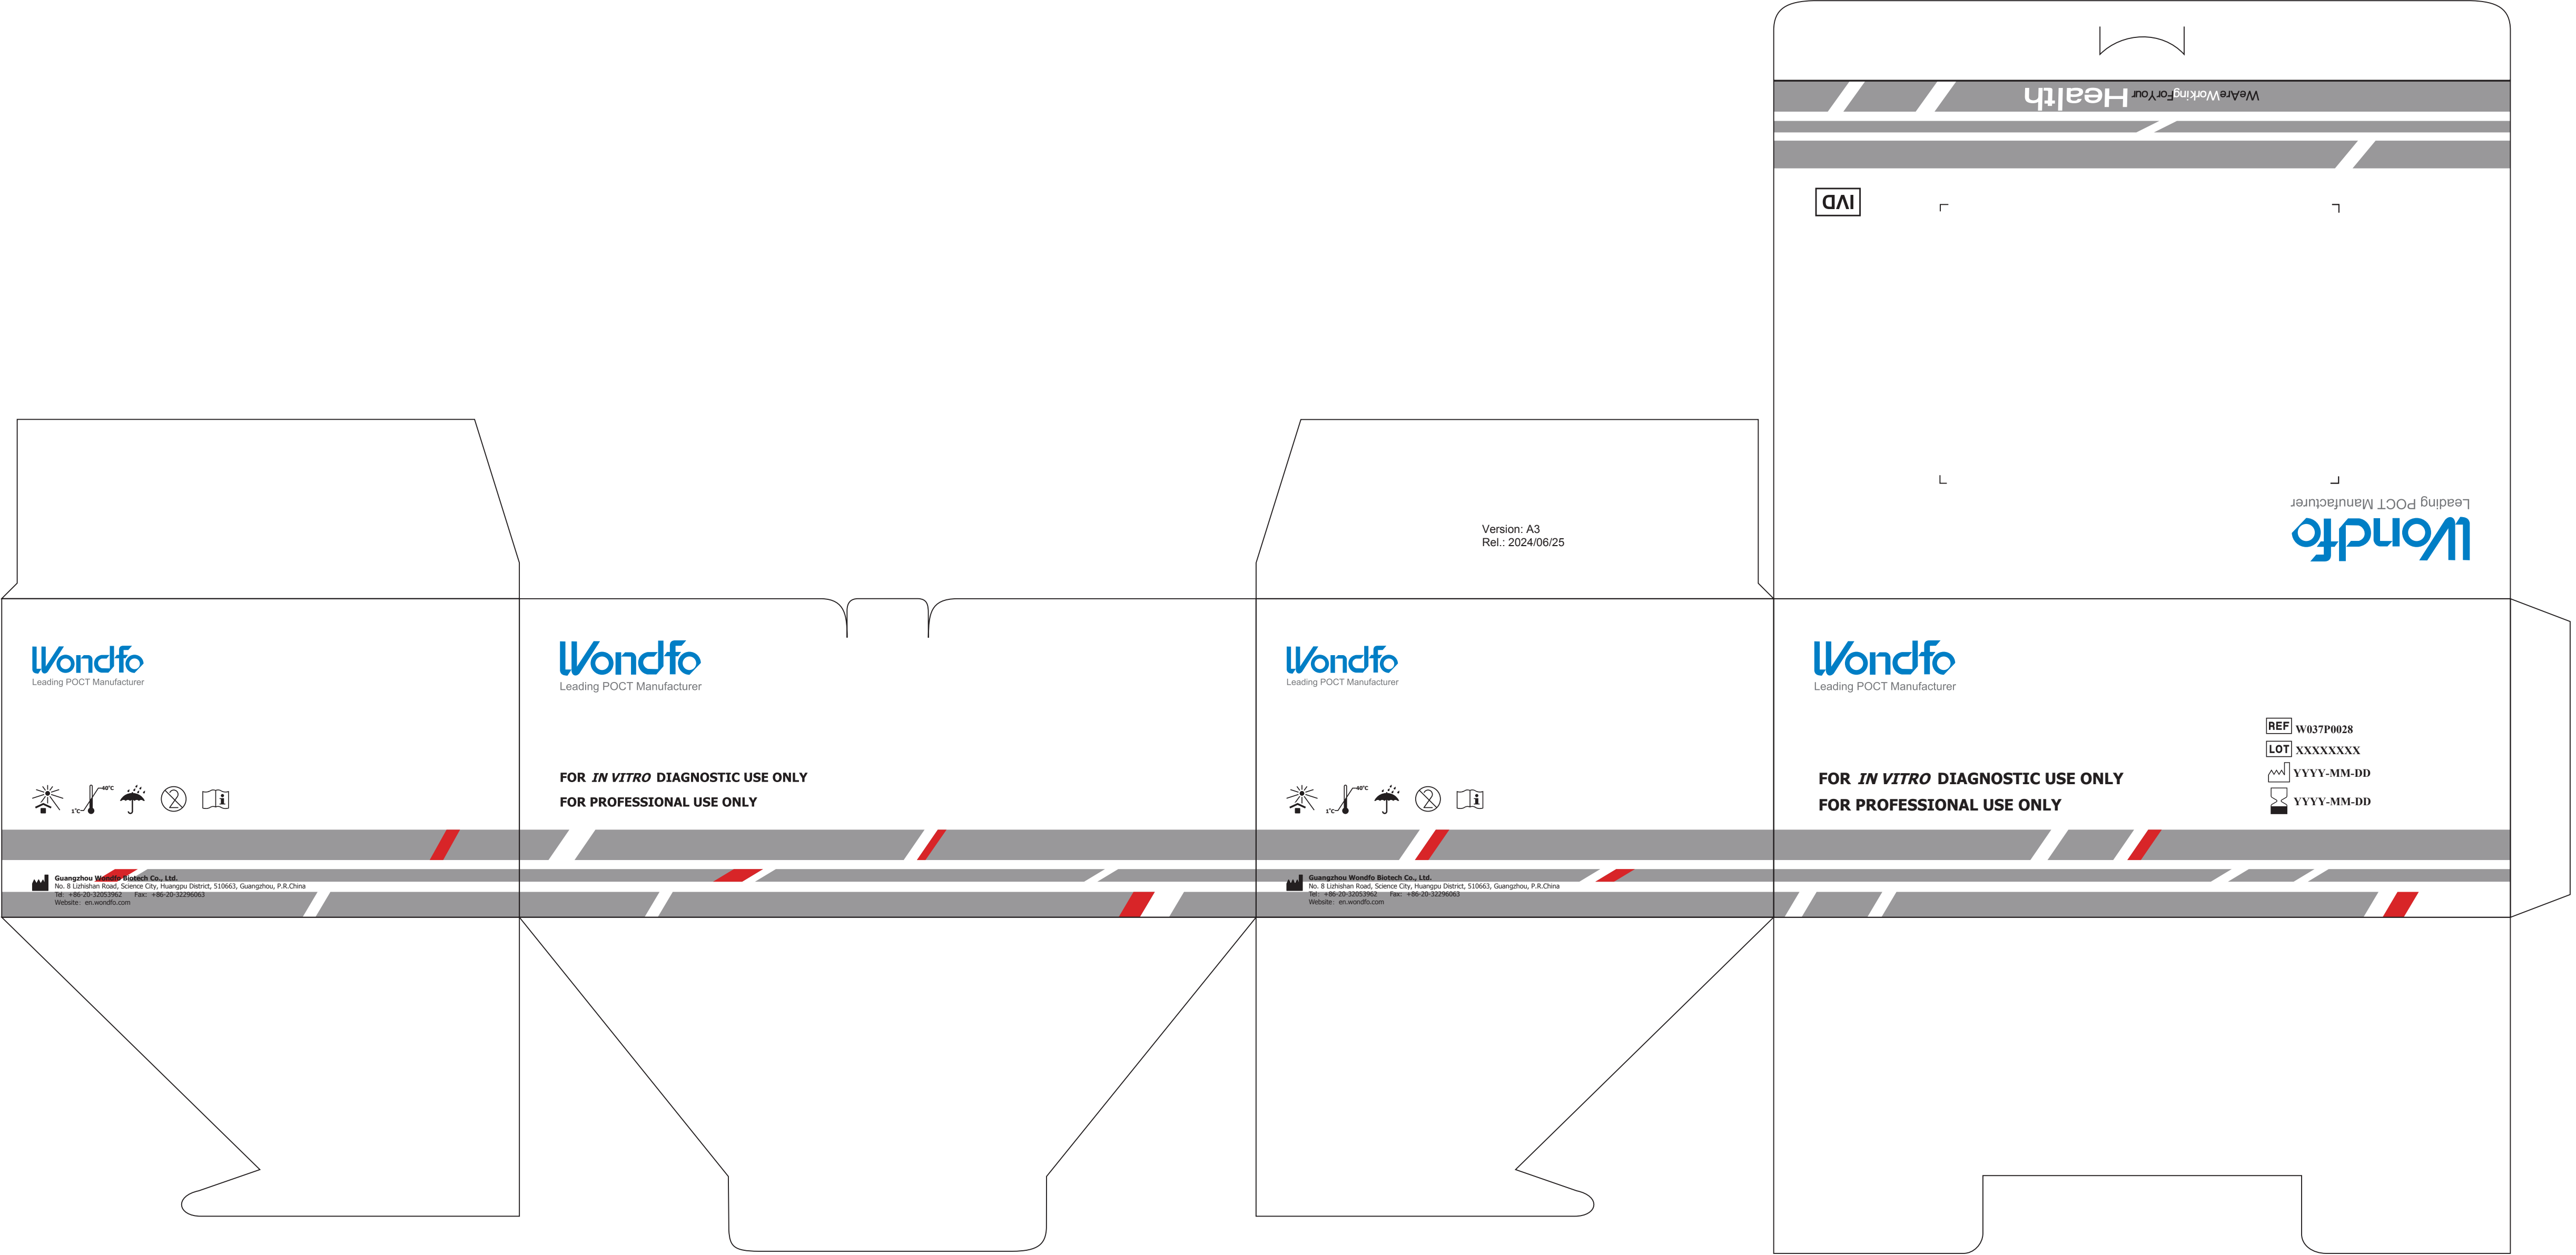 WeAreWorkingForYourHealth
IVD
Wondfo
Leading POCT Manufacturer
Version: A3
Rel.: 2024/06/25
Wondfo
Leading POCT Manufacturer
40°C
1°C
2
i
Guangzhou Wondfo Biotech Co., Ltd.
No. 8 Lizhishan Road, Science City, Huangpu District, 510663, Guangzhou, P.R.China
Tel: +86-20-32053962 Fax: +86-20-32296063
Website: en.wondfo.com
Wondfo
Leading POCT Manufacturer
FOR IN VITRO DIAGNOSTIC USE ONLY
FOR PROFESSIONAL USE ONLY
Wondfo
Leading POCT Manufacturer
40°C
1°C
2
i
Guangzhou Wondfo Biotech Co., Ltd.
No. 8 Lizhishan Road, Science City, Huangpu District, 510663, Guangzhou, P.R.China
Tel: +86-20-32053962 Fax: +86-20-32296063
Website: en.wondfo.com
Wondfo
Leading POCT Manufacturer
FOR IN VITRO DIAGNOSTIC USE ONLY
FOR PROFESSIONAL USE ONLY
REF W037P0028
LOT XXXXXXXX
YYYY-MM-DD
YYYY-MM-DD